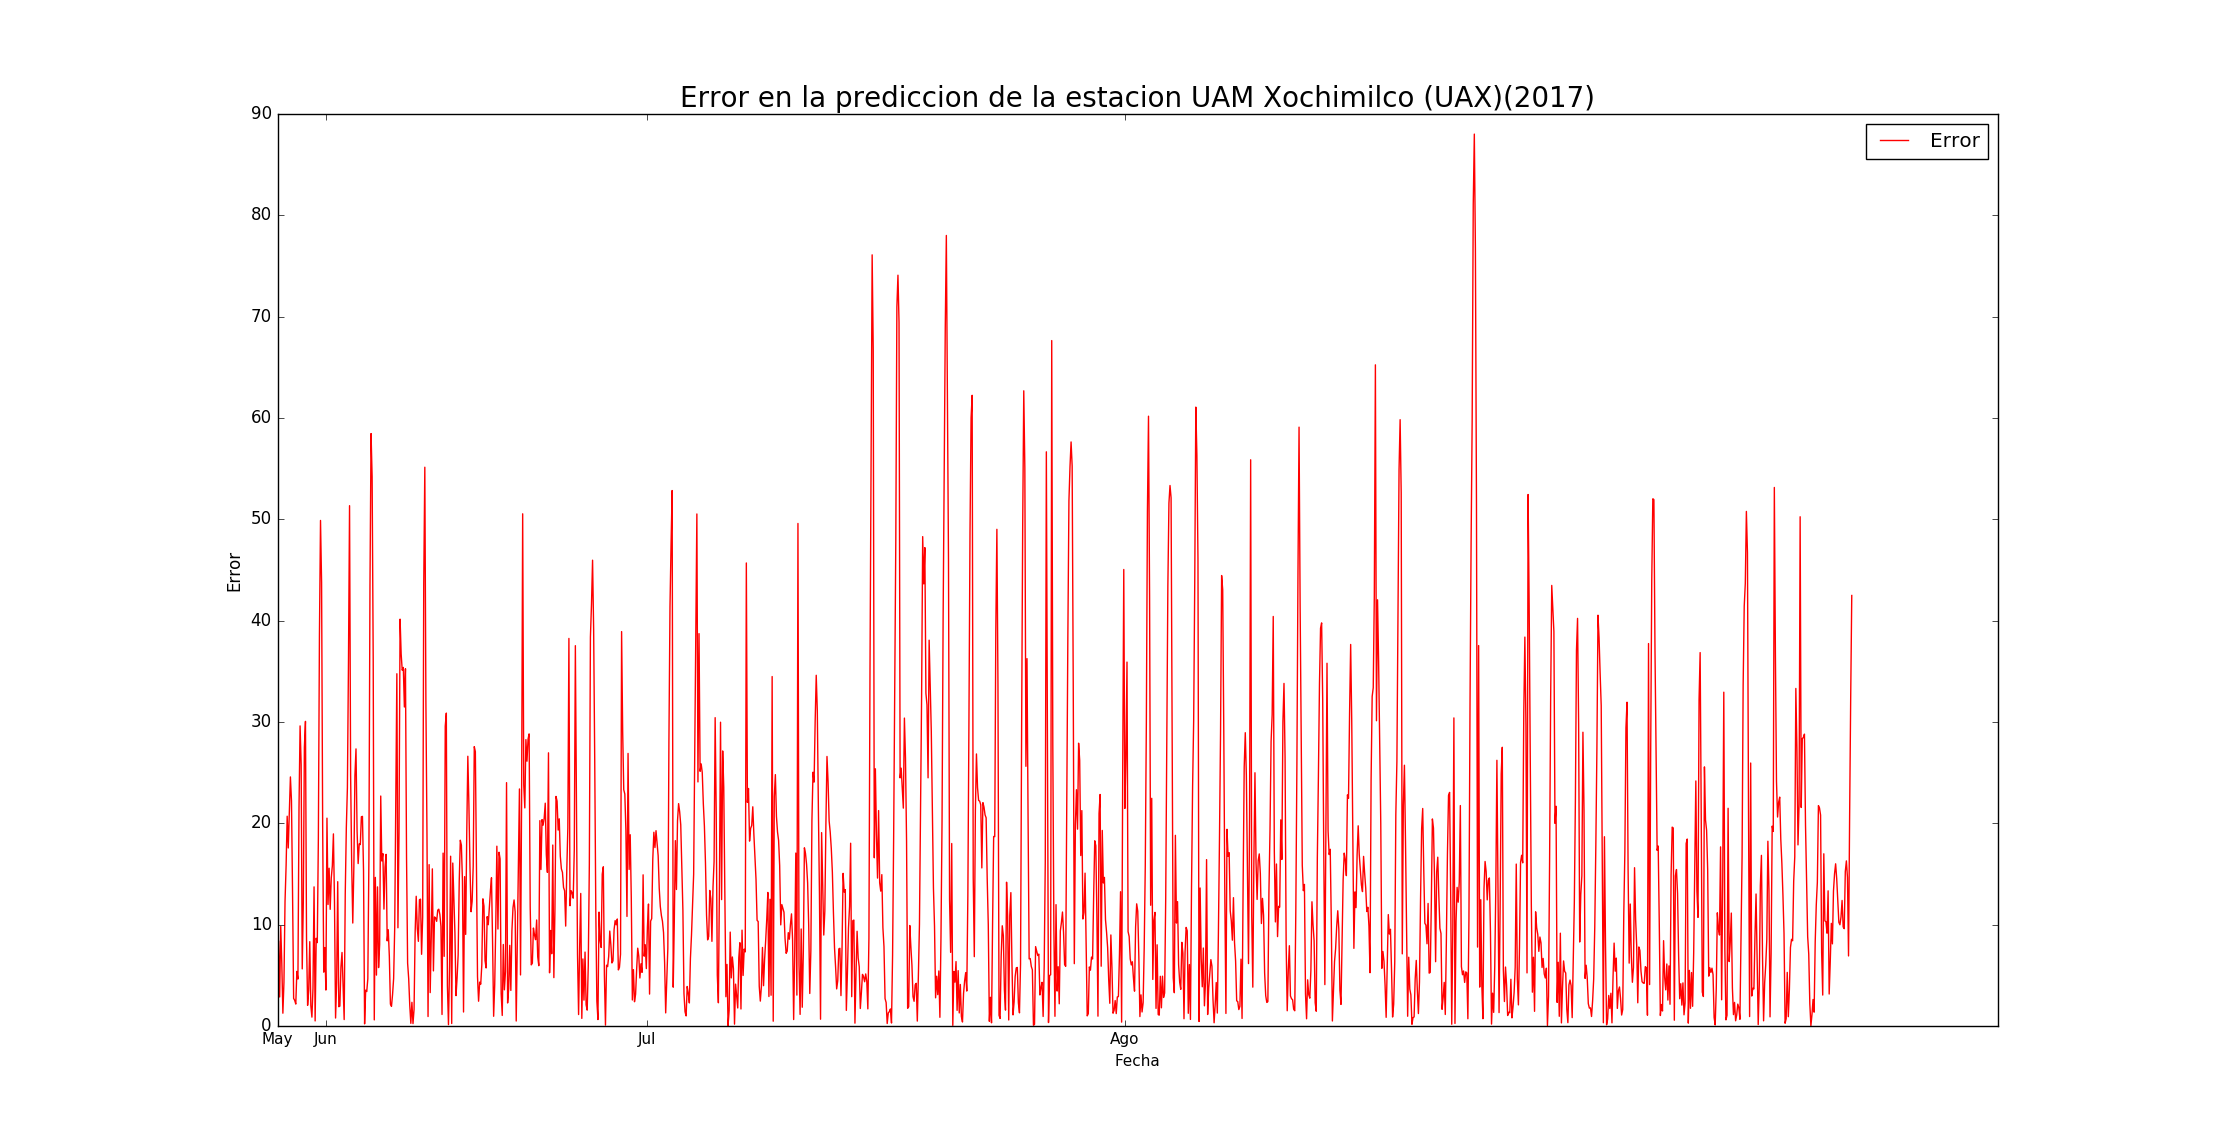 Error en la prediccion de la estacion UAM Xochimilco (UAX)(2017)
90
Error
80
70
60
50
Error
40
30
20
10
0
May Jun Jul Ago
Fecha